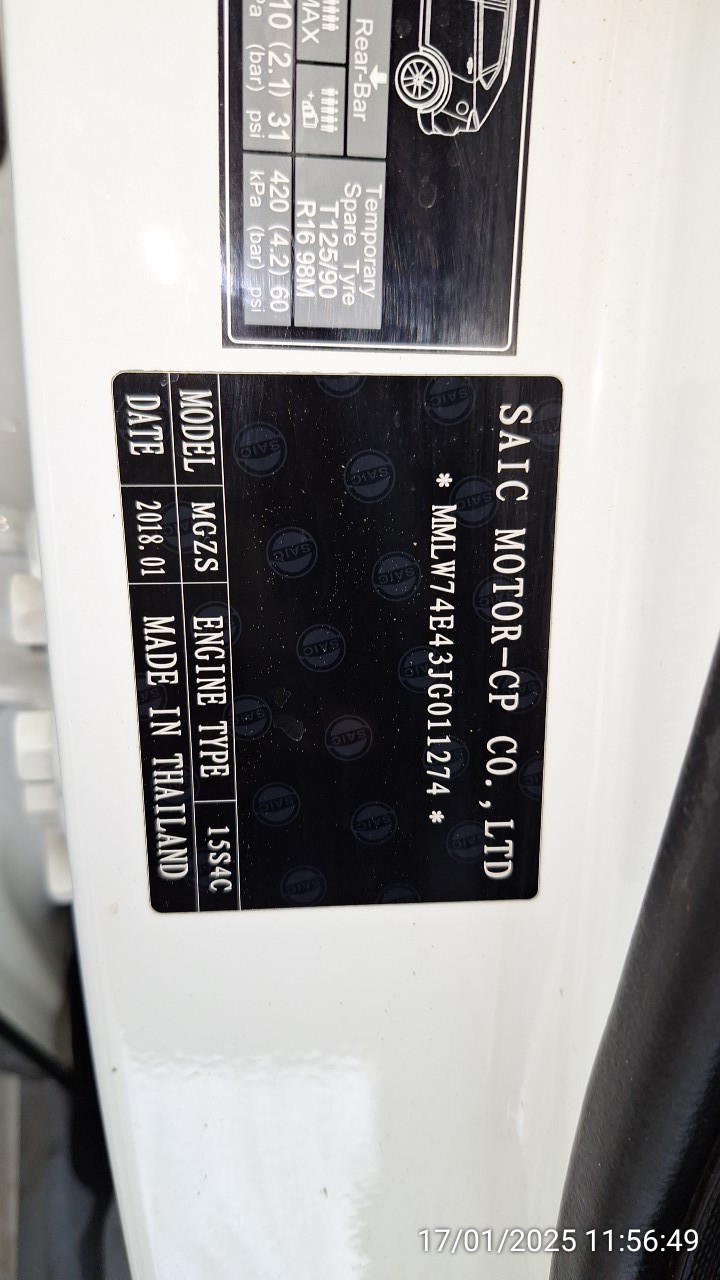 Rear-Bar
MAX
10 (2.1) 31
(bar) psi
Temporary
Spare Tyre
T125/90
R16 98M
420 (4.2) 60
kPa (bar) psi
SAIC MOTOR-CP CO.,LTD
* MMLW74E43JG011274 *
MODEL MGZS ENGINE TYPE 15S4C
DATE 2018.01 MADE IN THAILAND
17/01/2025 11:56:49